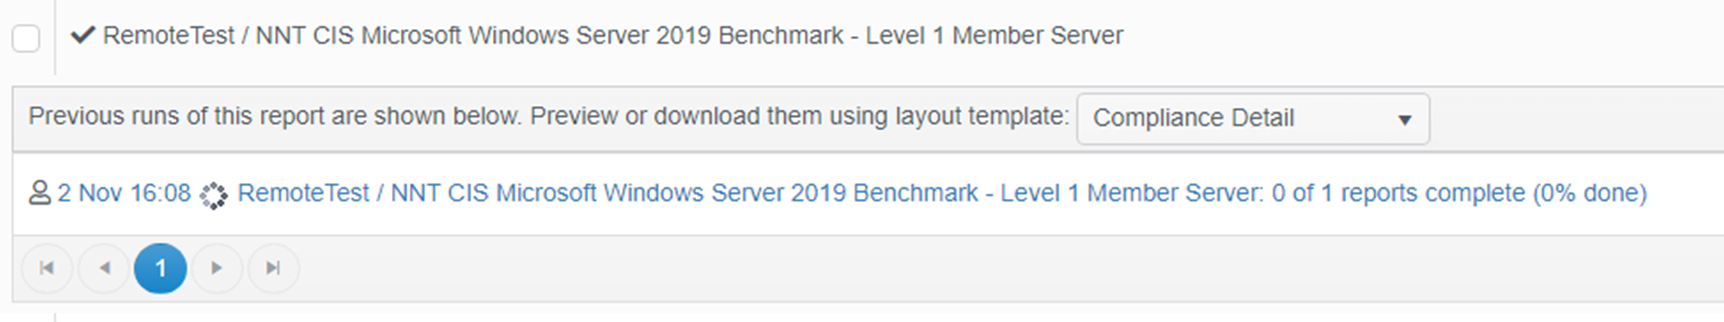 RemoteTest / NNT CIS Microsoft Windows Server 2019 Benchmark - Level 1 Member Server
Previous runs of this report are shown below. Preview or download them using layout template: Compliance Detail
2 Nov 16:08 RemoteTest / NNT CIS Microsoft Windows Server 2019 Benchmark - Level 1 Member Server: 0 of 1 reports complete (0% done)
1